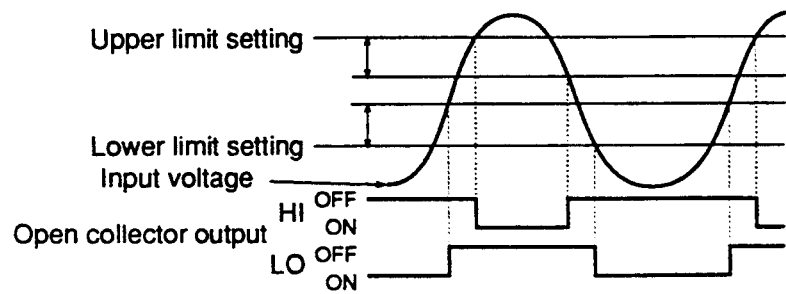 Upper limit setting
Lower limit setting
Input voltage
HI OFF
ON
Open collector output
LO OFF
ON